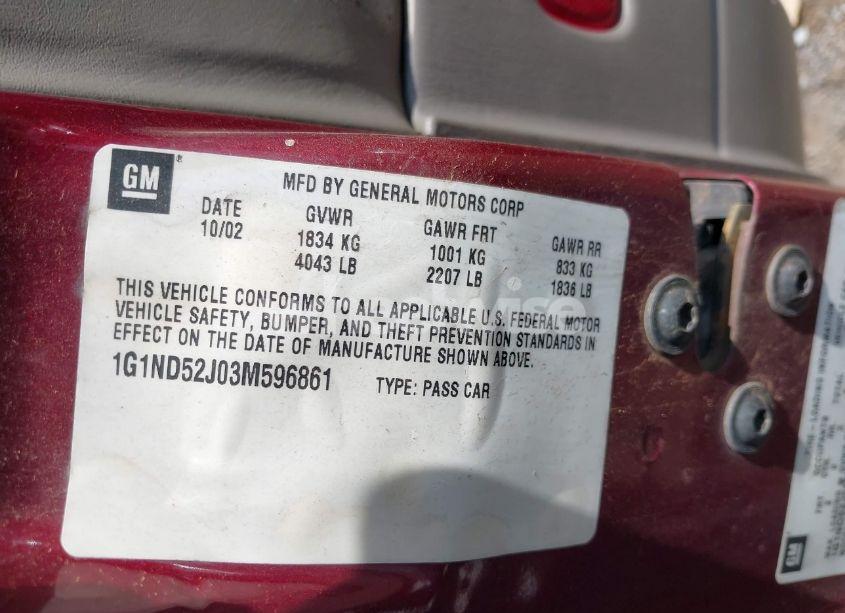 GM ®
MFD BY GENERAL MOTORS CORP
DATE GVWR GAWR FRT GAWR RR
10/02 1834 KG 1001 KG 833 KG
4043 LB 2207 LB 1836 LB
THIS VEHICLE CONFORMS TO ALL APPLICABLE U.S. FEDERAL MOTOR
VEHICLE SAFETY, BUMPER, AND THEFT PREVENTION STANDARDS IN
EFFECT ON THE DATE OF MANUFACTURE SHOWN ABOVE.
1G1ND52J03M596861 TYPE: PASS CAR
GM